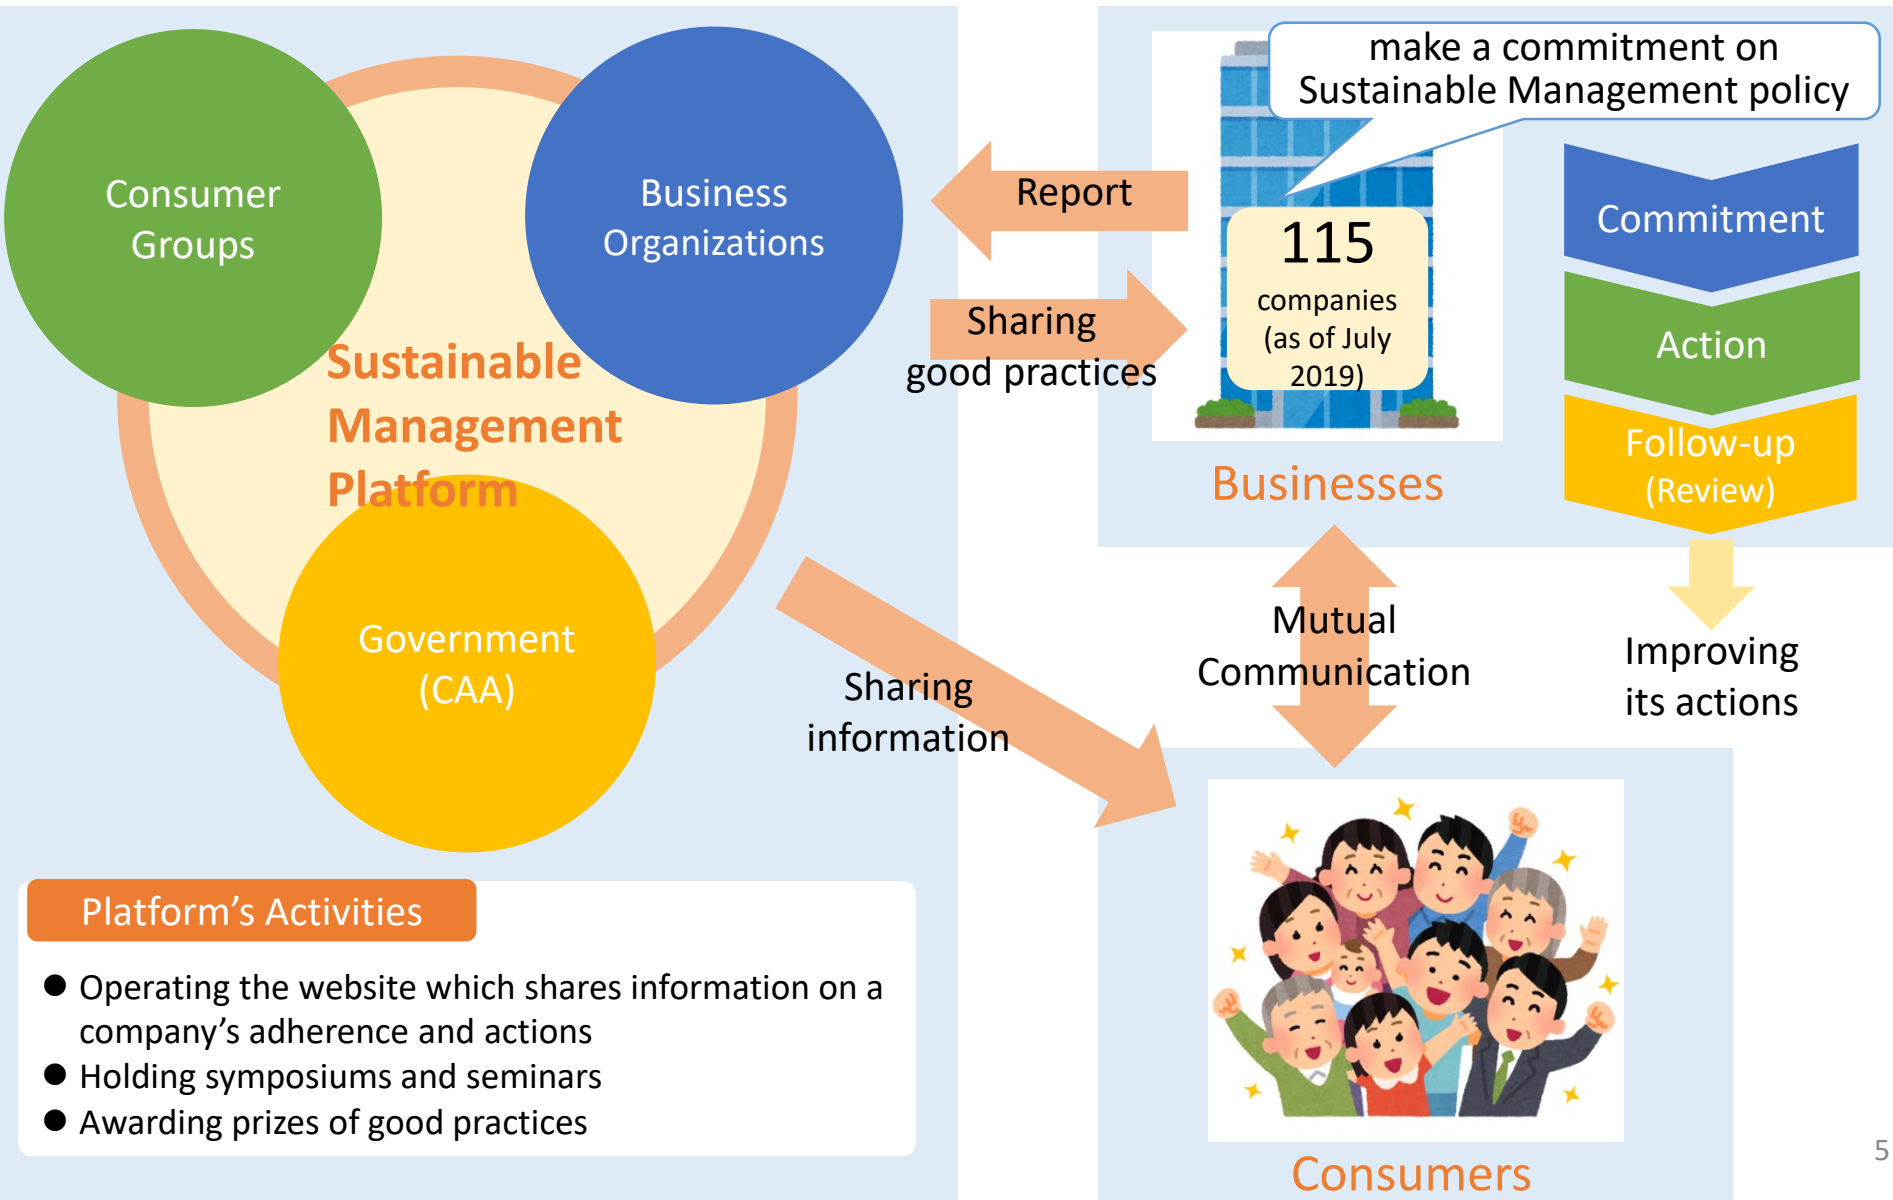 Consumer
Groups
Business
Organizations
Sustainable
Management
Platform
Government
(CAA)
Report
Sharing
good practices
make a commitment on
Sustainable Management policy
115
companies
(as of July
2019)
Businesses
Commitment
Action
Follow-up
(Review)
Improving
its actions
Mutual
Communication
Sharing
information
Platform’s Activities
● Operating the website which shares information on a
company’s adherence and actions
● Holding symposiums and seminars
● Awarding prizes of good practices
Consumers
5